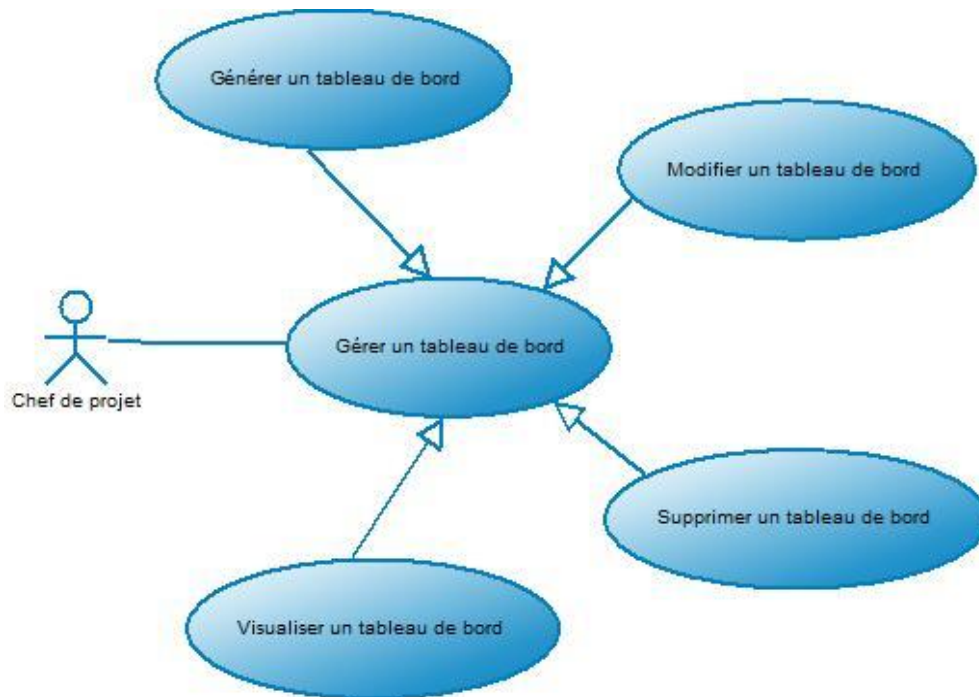 Générer un tableau de bord
Modifier un tableau de bord
Gérer un tableau de bord
Chef de projet
Supprimer un tableau de bord
Visualiser un tableau de bord